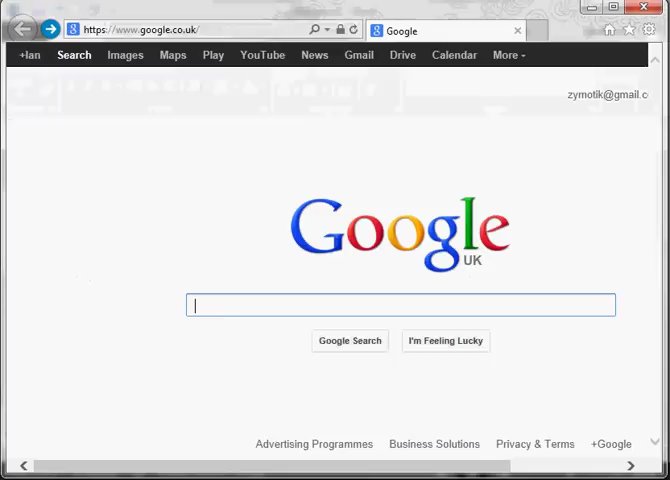 https://www.google.co.uk/
Google
+Ian Search Images Maps Play YouTube News Gmail Drive Calendar More
zymotik@gmail.c
Google
UK
Google Search I'm Feeling Lucky
Advertising Programmes Business Solutions Privacy & Terms +Google